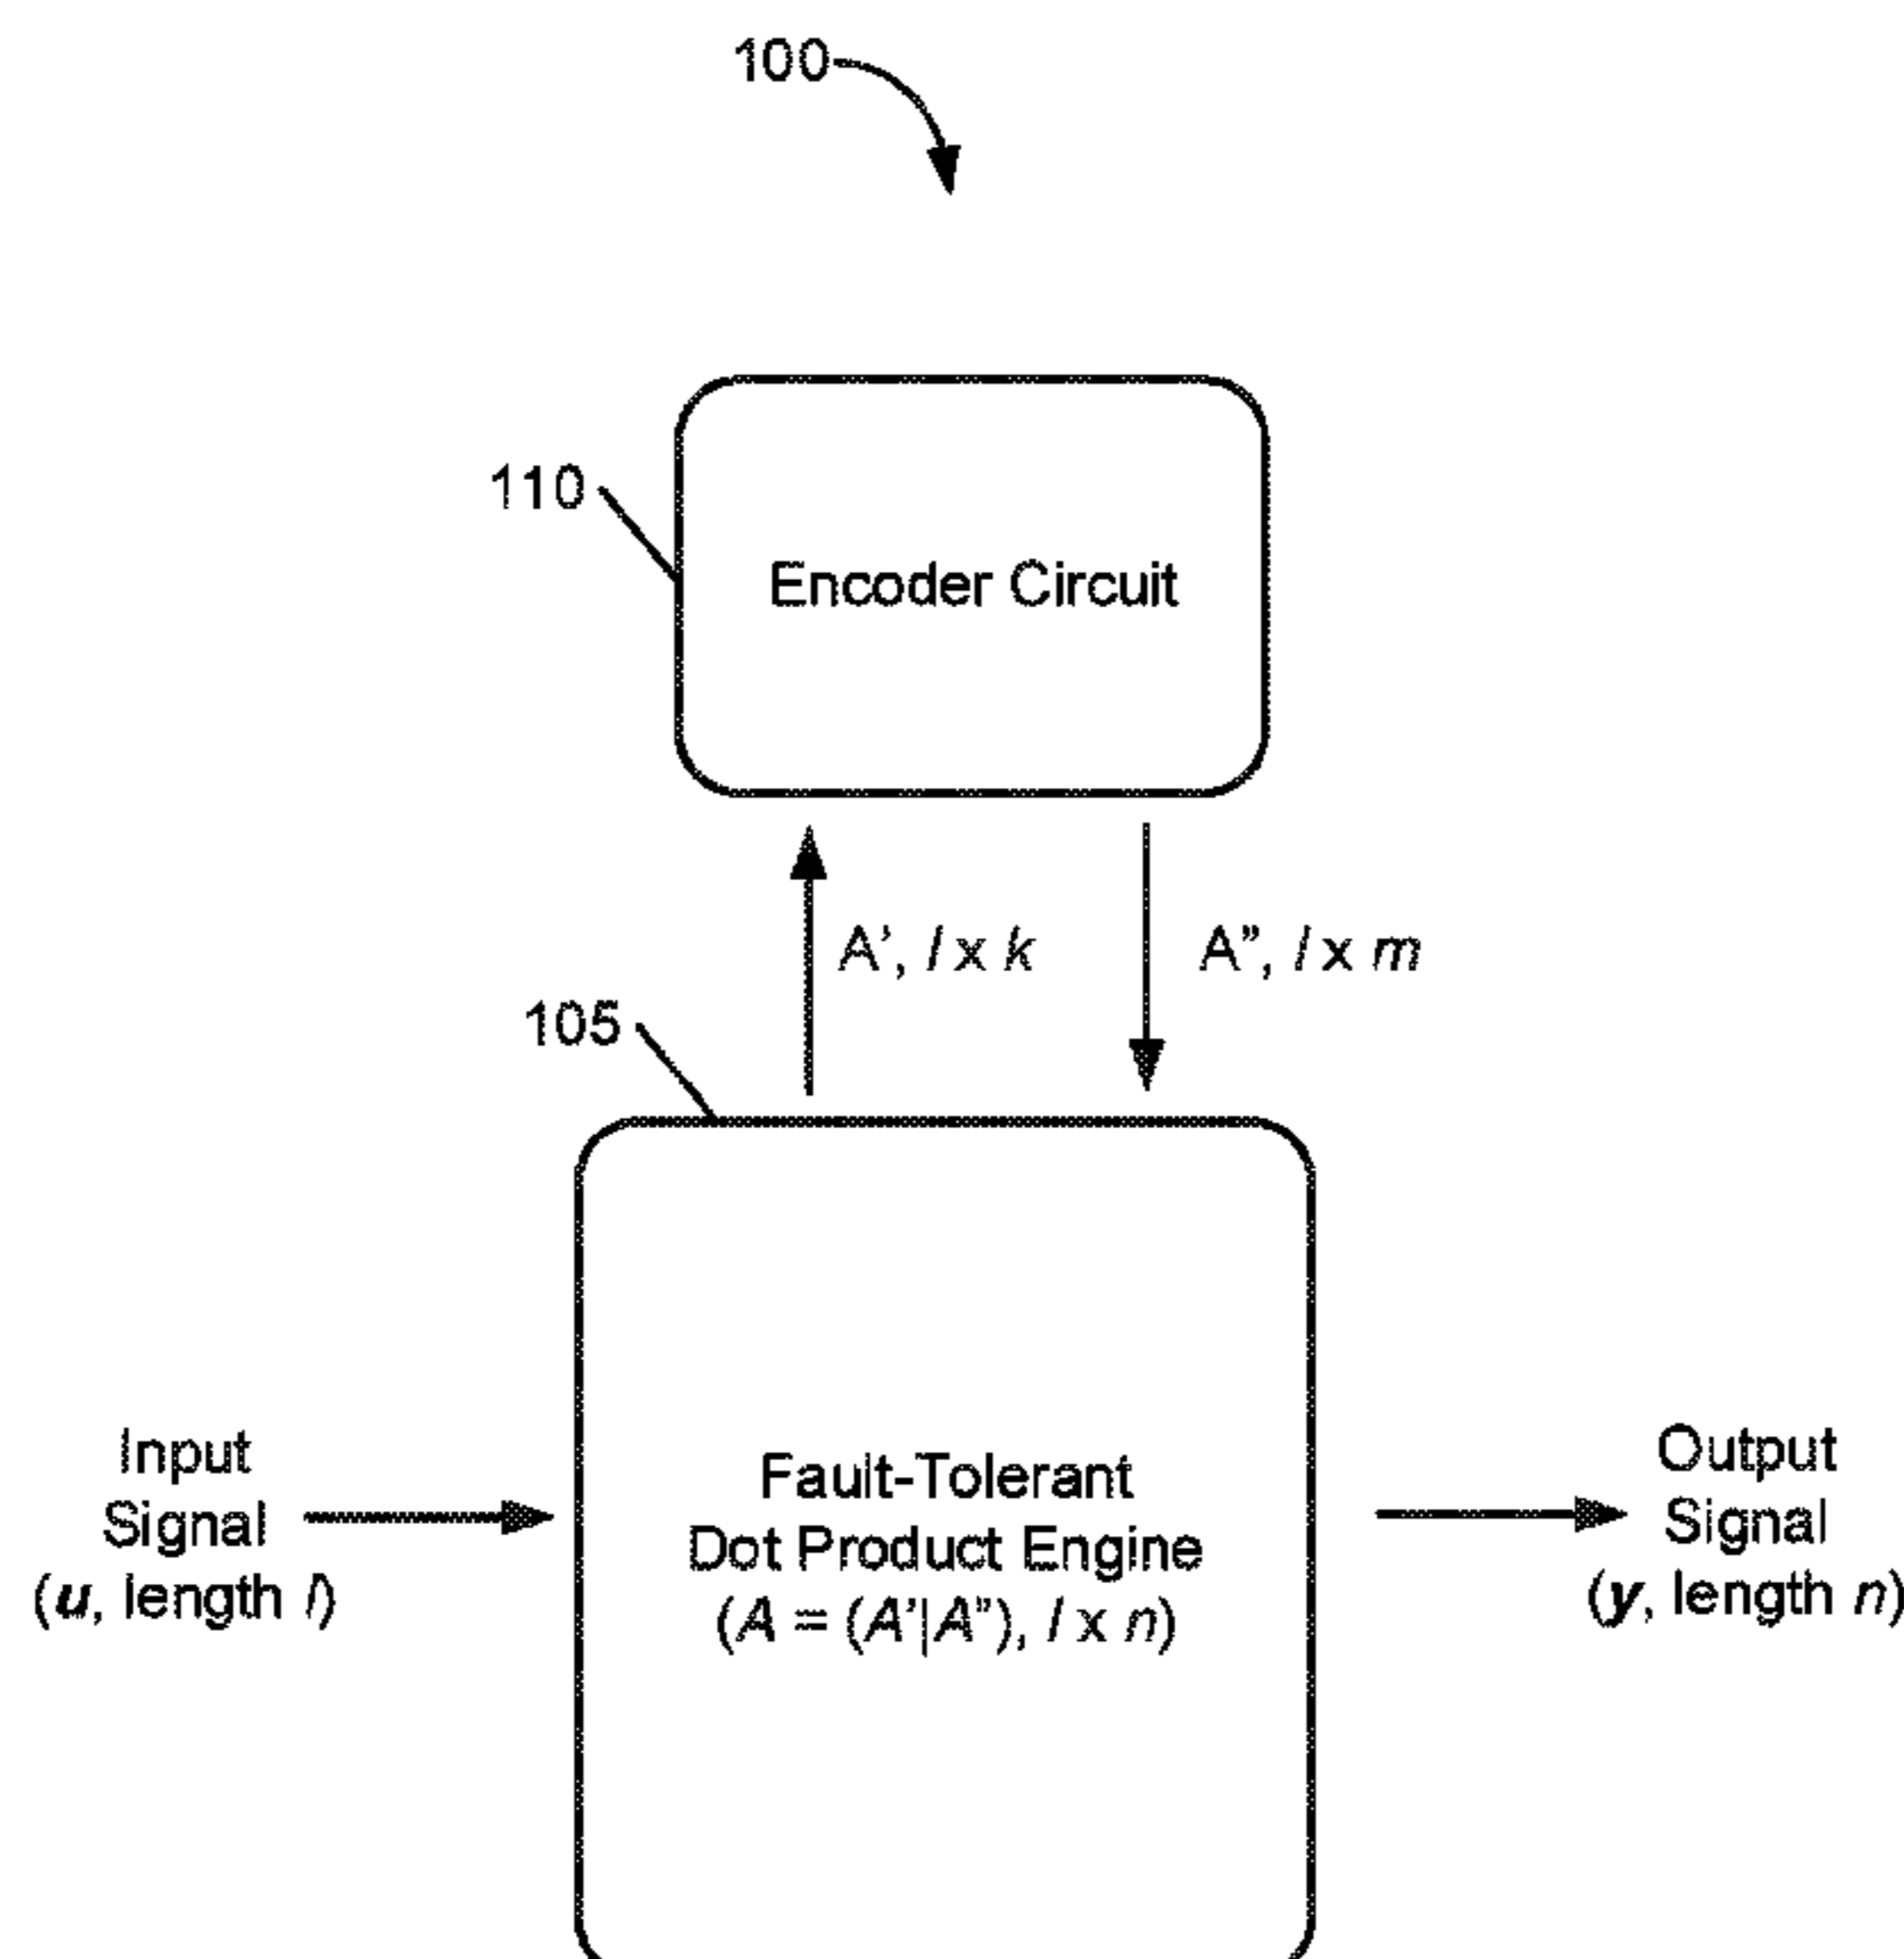 100
110
Encoder Circuit
A’, l x k
A”, l x m
105
Input
Signal
(u, length l)
Fault-Tolerant
Dot Product Engine
(A = (A’|A”), l x n)
Output
Signal
(y, length n)